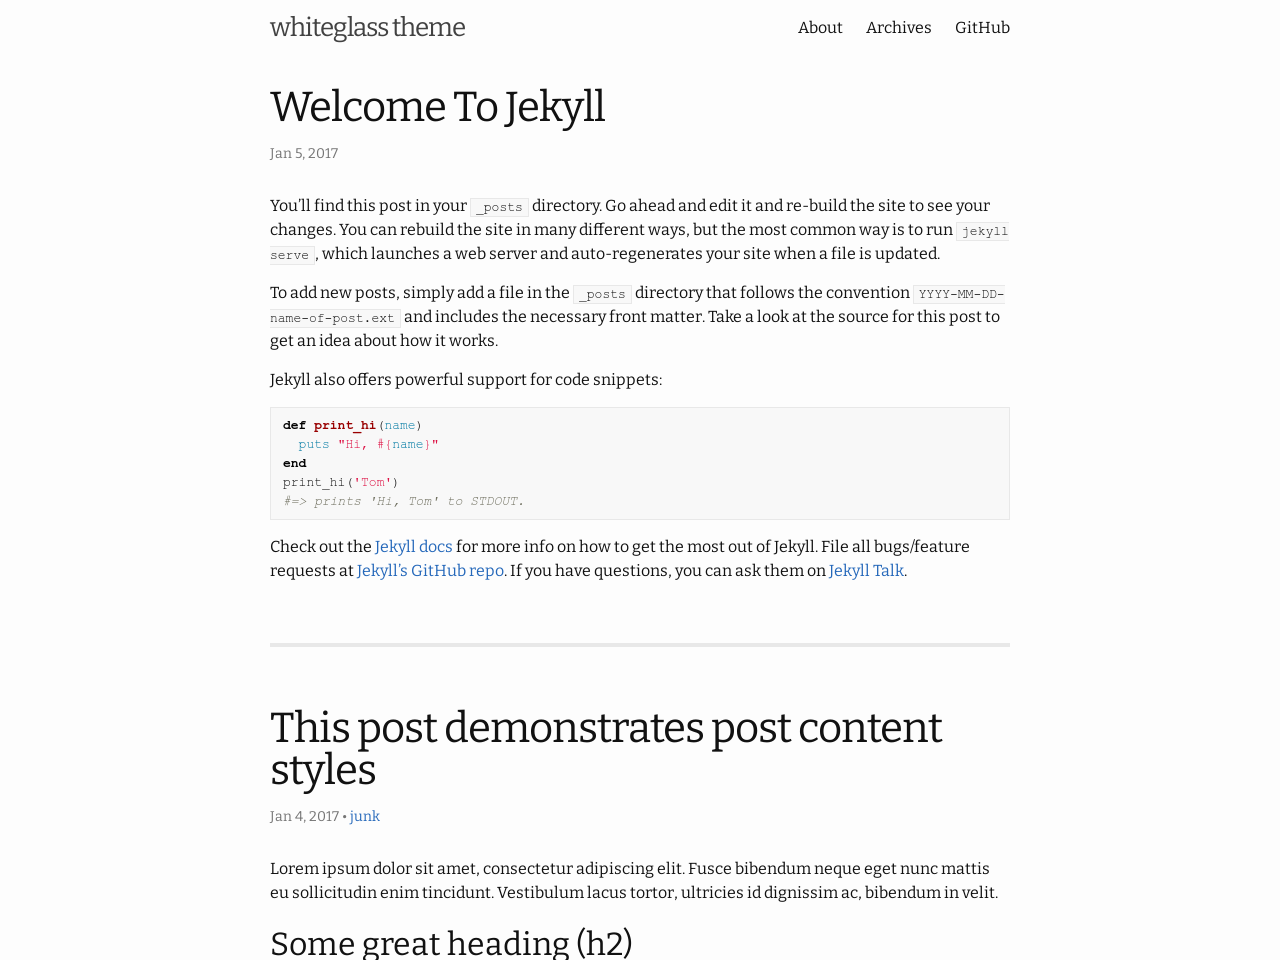 whiteglass theme
About Archives GitHub
Welcome To Jekyll
Jan 5, 2017
You’ll find this post in your _posts directory. Go ahead and edit it and re-build the site to see your
changes. You can rebuild the site in many different ways, but the most common way is to run jekyll
serve, which launches a web server and auto-regenerates your site when a file is updated.
To add new posts, simply add a file in the _posts directory that follows the convention YYYY-MM-DD-
name-of-post.ext and includes the necessary front matter. Take a look at the source for this post to
get an idea about how it works.
Jekyll also offers powerful support for code snippets:
def print_hi(name)
  puts "Hi, #{name}"
end
print_hi('Tom')
#=> prints 'Hi, Tom' to STDOUT.
Check out the Jekyll docs for more info on how to get the most out of Jekyll. File all bugs/feature
requests at Jekyll’s GitHub repo. If you have questions, you can ask them on Jekyll Talk.
This post demonstrates post content
styles
Jan 4, 2017 • junk
Lorem ipsum dolor sit amet, consectetur adipiscing elit. Fusce bibendum neque eget nunc mattis
eu sollicitudin enim tincidunt. Vestibulum lacus tortor, ultricies id dignissim ac, bibendum in velit.
Some great heading (h2)